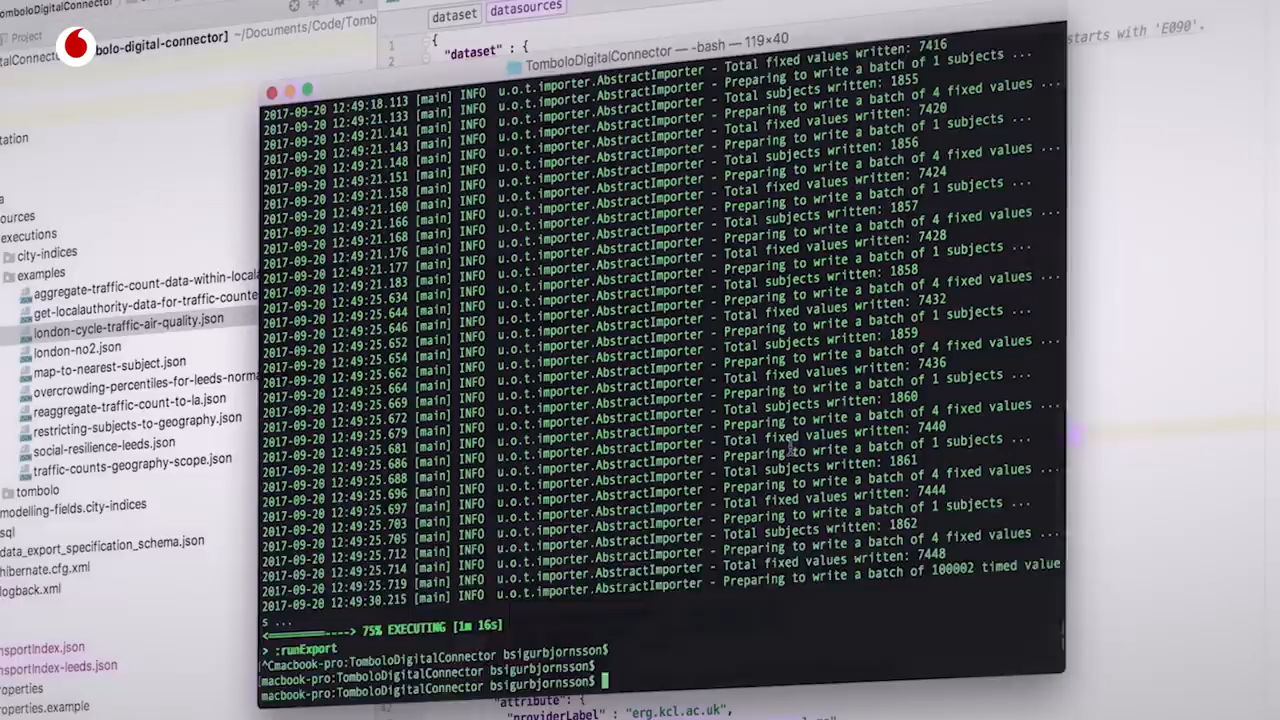 TomboloDigitalConnector
Project
bolo-digital-connector] ~/Documents/Code/Tomb
tation
ources
executions
city-indices
examples
aggregate-traffic-count-data-within-local
get-localauthority-data-for-traffic-counte
london-cycle-traffic-air-quality.json
london-no2.json
map-to-nearest-subject.json
overcrowding-percentiles-for-leeds-norma
reaggregate-traffic-count-to-la.json
restricting-subjects-to-geography.json
social-resilience-leeds.json
traffic-counts-geography-scope.json
tombolo
modelling-fields.city-indices
sql
data_export_specification_schema.json
hibernate.cfg.xml
logback.xml
nsportIndex.json
nsportIndex-leeds.json
roperties
roperties.example
dataset datasources
1 {
2 "dataset" : {
starts with 'E090'.
TomboloDigitalConnector — -bash — 119×40
2017-09-20 12:49:18.113 [main] INFO u.o.t.importer.AbstractImporter - Total fixed values written: 7416
2017-09-20 12:49:21.133 [main] INFO u.o.t.importer.AbstractImporter - Preparing to write a batch of 1 subjects ...
2017-09-20 12:49:21.141 [main] INFO u.o.t.importer.AbstractImporter - Total subjects written: 1855
2017-09-20 12:49:21.143 [main] INFO u.o.t.importer.AbstractImporter - Preparing to write a batch of 4 fixed values ...
2017-09-20 12:49:21.148 [main] INFO u.o.t.importer.AbstractImporter - Total fixed values written: 7420
2017-09-20 12:49:21.151 [main] INFO u.o.t.importer.AbstractImporter - Preparing to write a batch of 1 subjects ...
2017-09-20 12:49:21.158 [main] INFO u.o.t.importer.AbstractImporter - Total subjects written: 1856
2017-09-20 12:49:21.160 [main] INFO u.o.t.importer.AbstractImporter - Preparing to write a batch of 4 fixed values ...
2017-09-20 12:49:21.166 [main] INFO u.o.t.importer.AbstractImporter - Total fixed values written: 7424
2017-09-20 12:49:21.168 [main] INFO u.o.t.importer.AbstractImporter - Preparing to write a batch of 1 subjects ...
2017-09-20 12:49:21.176 [main] INFO u.o.t.importer.AbstractImporter - Total subjects written: 1857
2017-09-20 12:49:21.177 [main] INFO u.o.t.importer.AbstractImporter - Preparing to write a batch of 4 fixed values ...
2017-09-20 12:49:21.183 [main] INFO u.o.t.importer.AbstractImporter - Total fixed values written: 7428
2017-09-20 12:49:25.634 [main] INFO u.o.t.importer.AbstractImporter - Preparing to write a batch of 1 subjects ...
2017-09-20 12:49:25.644 [main] INFO u.o.t.importer.AbstractImporter - Total subjects written: 1858
2017-09-20 12:49:25.646 [main] INFO u.o.t.importer.AbstractImporter - Preparing to write a batch of 4 fixed values ...
2017-09-20 12:49:25.652 [main] INFO u.o.t.importer.AbstractImporter - Total fixed values written: 7432
2017-09-20 12:49:25.654 [main] INFO u.o.t.importer.AbstractImporter - Preparing to write a batch of 1 subjects ...
2017-09-20 12:49:25.662 [main] INFO u.o.t.importer.AbstractImporter - Total subjects written: 1859
2017-09-20 12:49:25.664 [main] INFO u.o.t.importer.AbstractImporter - Preparing to write a batch of 4 fixed values ...
2017-09-20 12:49:25.669 [main] INFO u.o.t.importer.AbstractImporter - Total fixed values written: 7436
2017-09-20 12:49:25.672 [main] INFO u.o.t.importer.AbstractImporter - Preparing to write a batch of 1 subjects ...
2017-09-20 12:49:25.679 [main] INFO u.o.t.importer.AbstractImporter - Total subjects written: 1860
2017-09-20 12:49:25.681 [main] INFO u.o.t.importer.AbstractImporter - Preparing to write a batch of 4 fixed values ...
2017-09-20 12:49:25.686 [main] INFO u.o.t.importer.AbstractImporter - Total fixed values written: 7440
2017-09-20 12:49:25.688 [main] INFO u.o.t.importer.AbstractImporter - Preparing to write a batch of 1 subjects ...
2017-09-20 12:49:25.696 [main] INFO u.o.t.importer.AbstractImporter - Total subjects written: 1861
2017-09-20 12:49:25.697 [main] INFO u.o.t.importer.AbstractImporter - Preparing to write a batch of 4 fixed values ...
2017-09-20 12:49:25.703 [main] INFO u.o.t.importer.AbstractImporter - Total fixed values written: 7444
2017-09-20 12:49:25.705 [main] INFO u.o.t.importer.AbstractImporter - Preparing to write a batch of 1 subjects ...
2017-09-20 12:49:25.712 [main] INFO u.o.t.importer.AbstractImporter - Total subjects written: 1862
2017-09-20 12:49:25.714 [main] INFO u.o.t.importer.AbstractImporter - Preparing to write a batch of 4 fixed values ...
2017-09-20 12:49:25.719 [main] INFO u.o.t.importer.AbstractImporter - Total fixed values written: 7448
2017-09-20 12:49:30.215 [main] INFO u.o.t.importer.AbstractImporter - Preparing to write a batch of 100002 timed value
s ...
<=========----> 75% EXECUTING [1m 16s]
> :runExport
^Cmacbook-pro:TomboloDigitalConnector bsigurbjornsson$
macbook-pro:TomboloDigitalConnector bsigurbjornsson$
macbook-pro:TomboloDigitalConnector bsigurbjornsson$
42 "attribute": {
"providerLabel" : "erg.kcl.ac.uk",